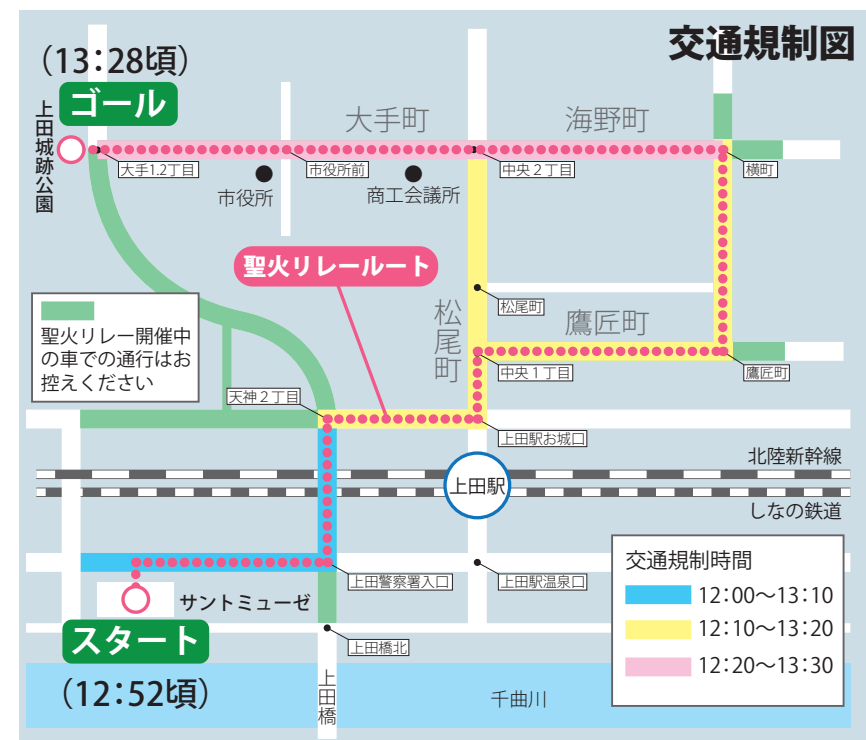 交通規制図
（13：28頃）
ゴール
上田城跡公園
大手町
海野町
大手1.2丁目
市役所前
中央２丁目
横町
市役所
商工会議所
聖火リレールート
松尾町
松尾町
鷹匠町
聖火リレー開催中
の車での通行はお
控えください
中央１丁目
鷹匠町
天神２丁目
上田駅お城口
北陸新幹線
上田駅
しなの鉄道
交通規制時間
12：00～13：10
12：10～13：20
12：20～13：30
上田警察署入口
上田駅温泉口
サントミューゼ
スタート
（12：52頃）
上田橋北
上田橋
千曲川